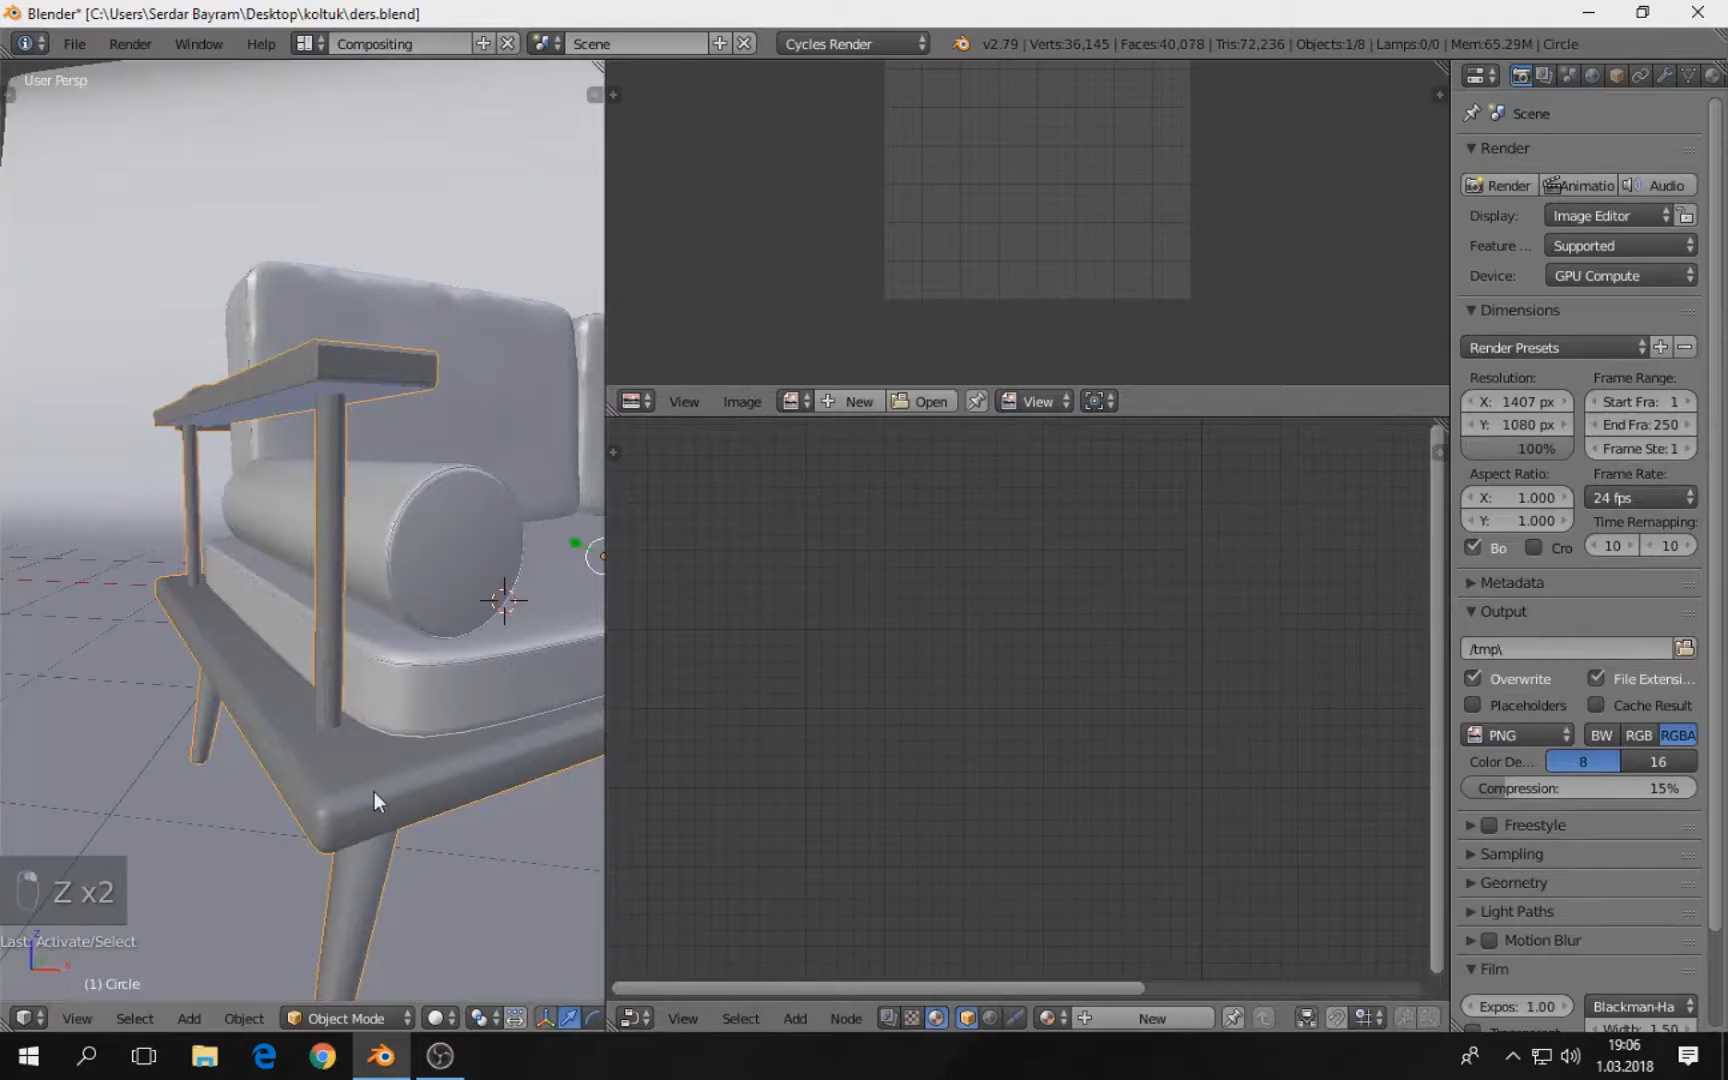 Blender* [C:\Users\Serdar Bayram\Desktop\koltuk\ders.blend]
File Render Window Help Compositing Scene Cycles Render v2.79 | Verts:36,145 | Faces:40,078 | Tris:72,236 | Objects:1/8 | Lamps:0/0 | Mem:65.29M | Circle
User Persp
Scene
Render
Render Animatio Audio
Display: Image Editor
Feature ... Supported
Device: GPU Compute
Dimensions
Render Presets
Resolution: Frame Range:
X: 1407 px Start Fra: 1
Y: 1080 px End Fra: 250
100% Frame Ste: 1
Aspect Ratio: Frame Rate:
X: 1.000 24 fps
Y: 1.000 Time Remapping:
Bo Cro 10 10
Metadata
Output
/tmp\
Overwrite File Extensi...
Placeholders Cache Result
PNG BW RGB RGBA
Color De... 8 16
Compression: 15%
Freestyle
Sampling
Geometry
Light Paths
Motion Blur
Film
Expos: 1.00 Blackman-Ha
Width: 1.50
View Image New Open View
Z x2
Last: Activate/Select
z
x
(1) Circle
View Select Add Object Object Mode
View Select Add Node New
19:06
1.03.2018